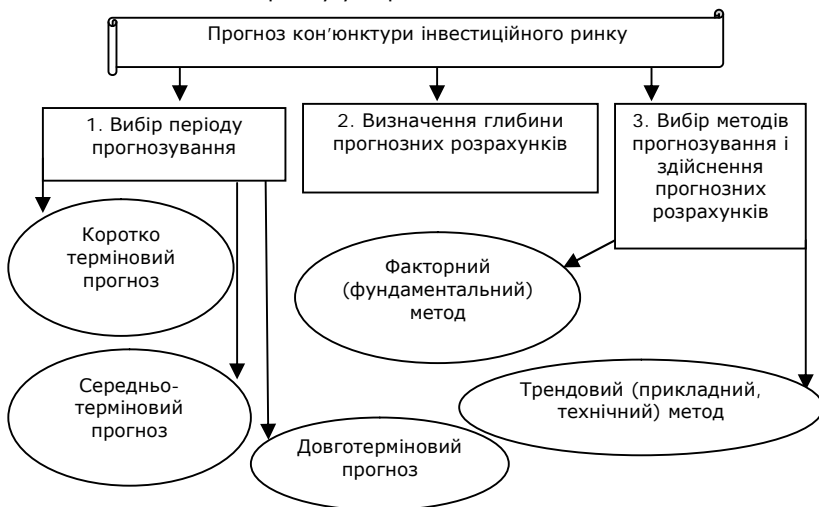 Прогноз кон'юнктури інвестиційного ринку
1. Вибір періоду
прогнозування
2. Визначення глибини
прогнозних розрахунків
3. Вибір методів
прогнозування і
здійснення
прогнозних
розрахунків
Коротко
терміновий
прогноз
Факторний
(фундаментальний)
метод
Середньо-
терміновий
прогноз
Трендовий (прикладний,
технічний) метод
Довготерміновий
прогноз